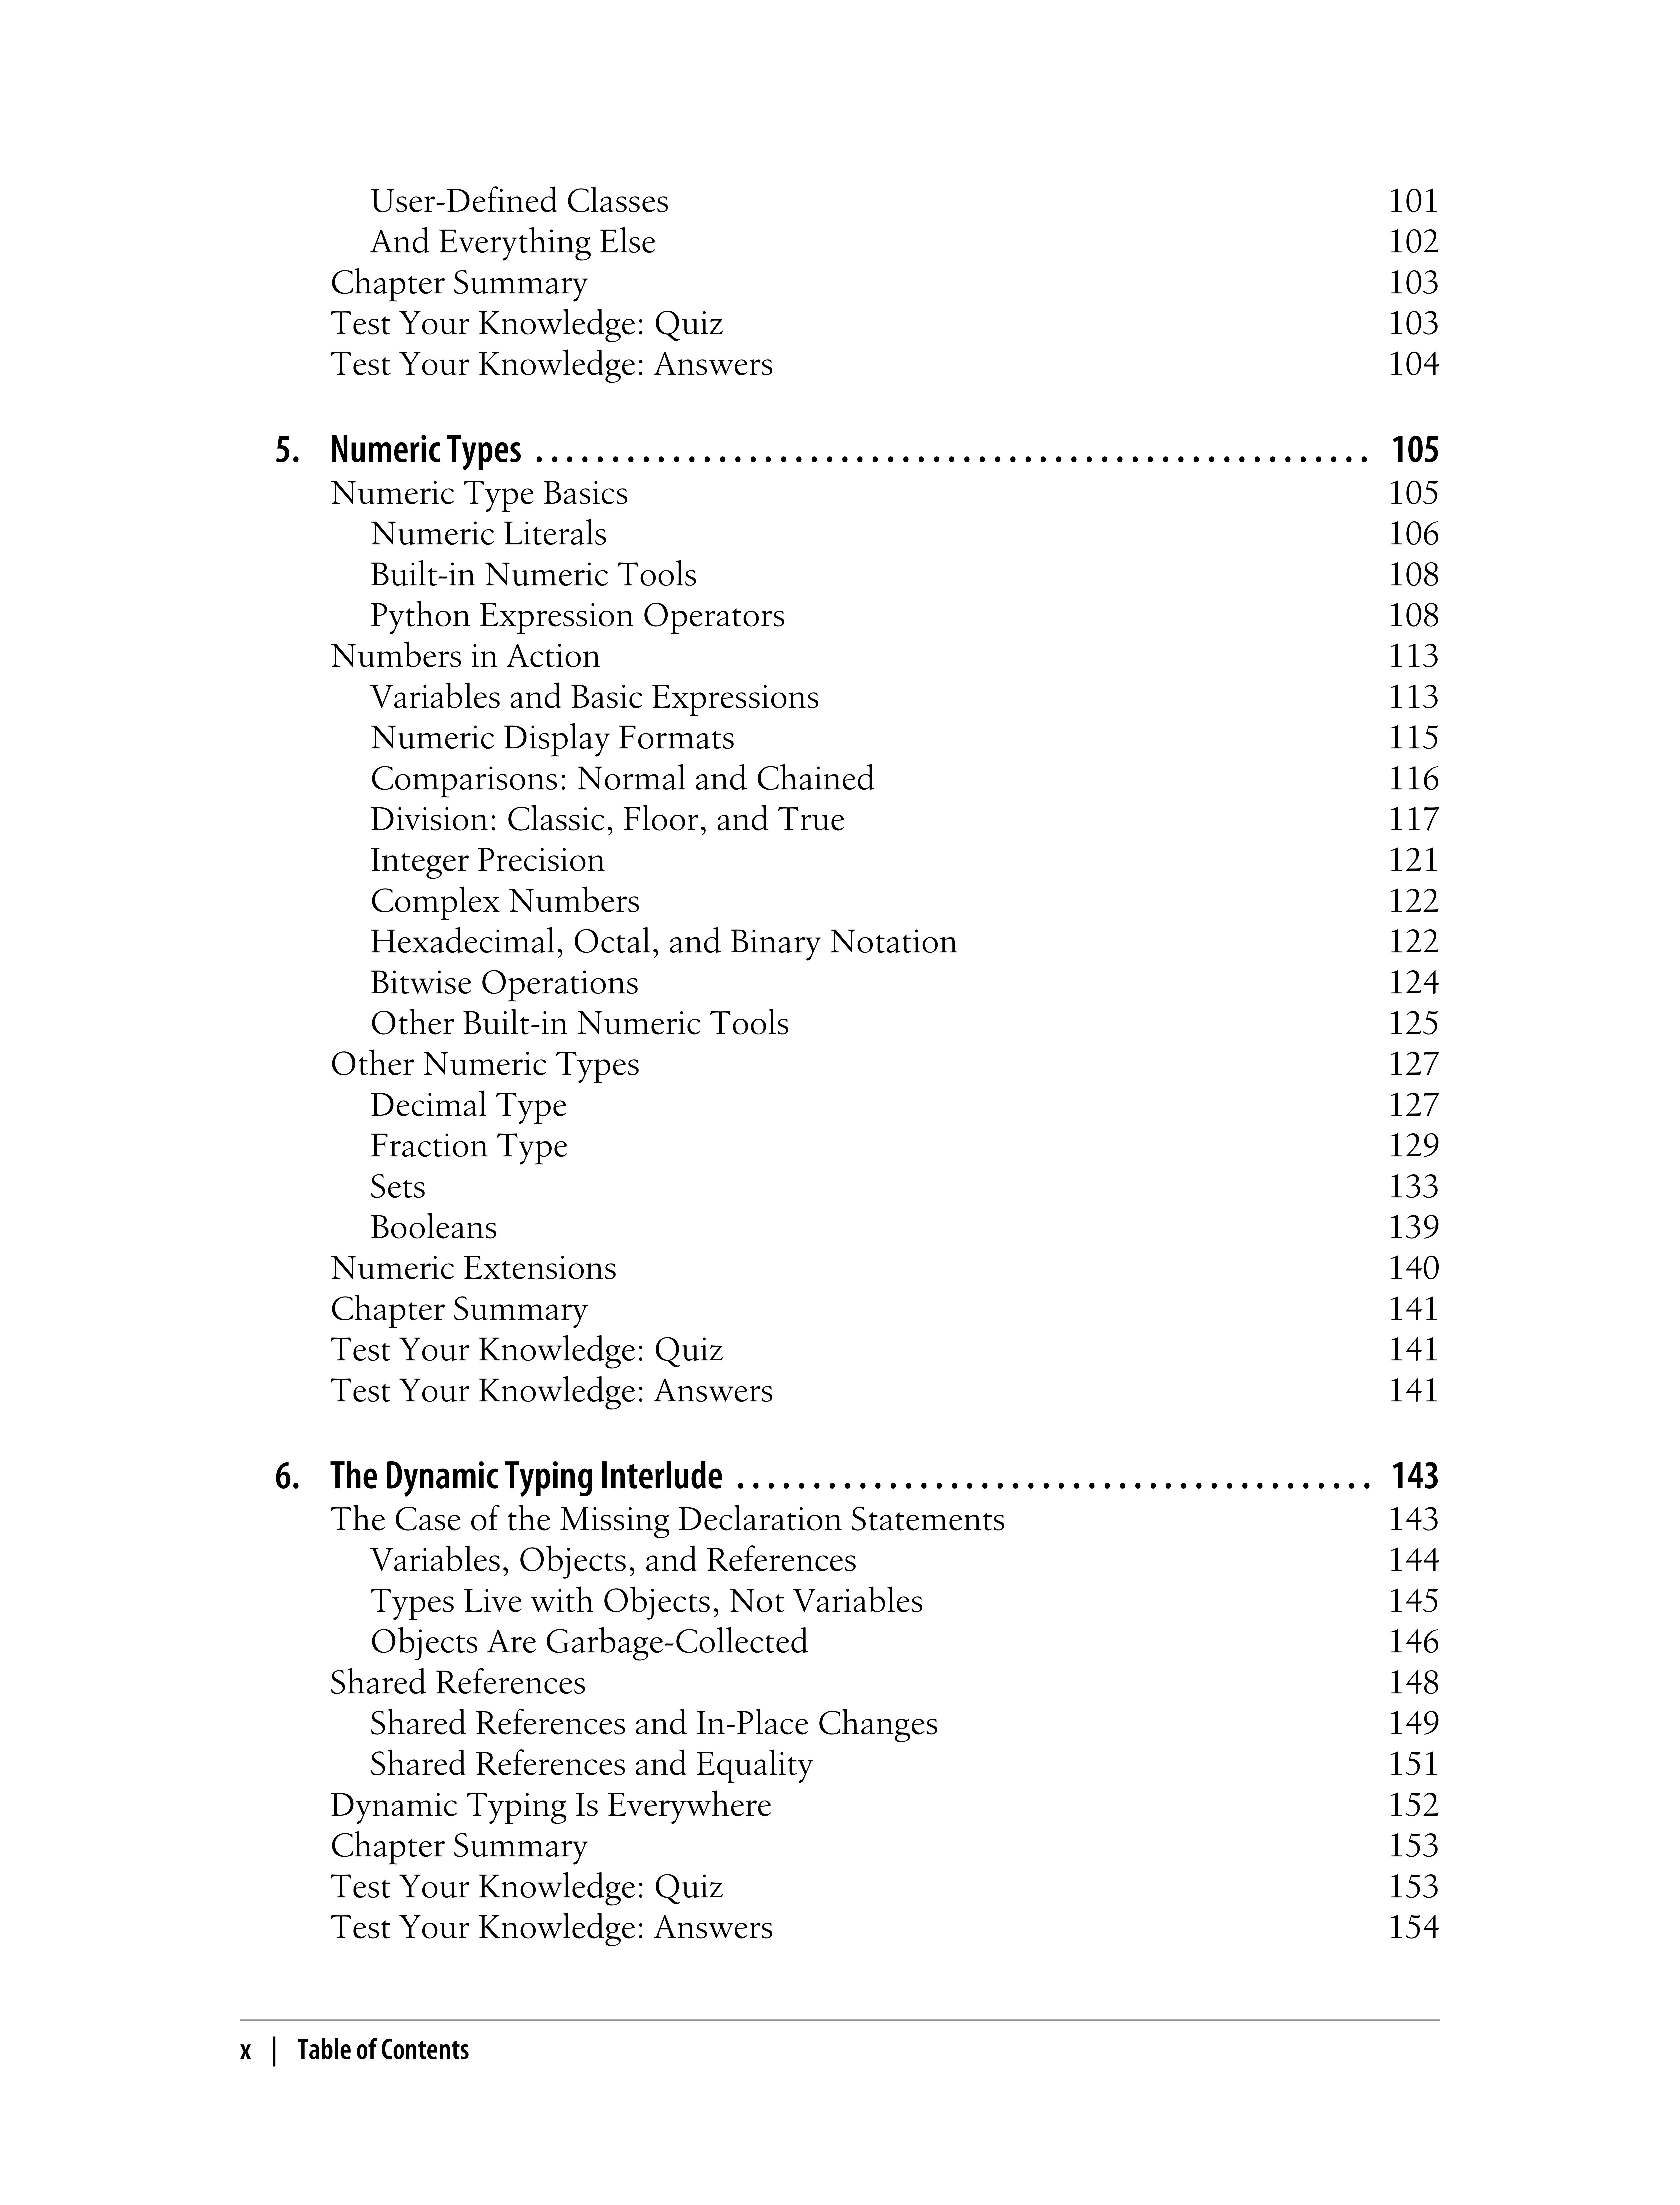 User-Defined Classes 101
And Everything Else 102
Chapter Summary 103
Test Your Knowledge: Quiz 103
Test Your Knowledge: Answers 104
5. Numeric Types . . . . . . . . . . . . . . . . . . . . . . . . . . . . . . . . . . . . . . . . . . . . . . . . . . . . . . . 105
Numeric Type Basics 105
Numeric Literals 106
Built-in Numeric Tools 108
Python Expression Operators 108
Numbers in Action 113
Variables and Basic Expressions 113
Numeric Display Formats 115
Comparisons: Normal and Chained 116
Division: Classic, Floor, and True 117
Integer Precision 121
Complex Numbers 122
Hexadecimal, Octal, and Binary Notation 122
Bitwise Operations 124
Other Built-in Numeric Tools 125
Other Numeric Types 127
Decimal Type 127
Fraction Type 129
Sets 133
Booleans 139
Numeric Extensions 140
Chapter Summary 141
Test Your Knowledge: Quiz 141
Test Your Knowledge: Answers 141
6. The Dynamic Typing Interlude . . . . . . . . . . . . . . . . . . . . . . . . . . . . . . . . . . . . . . . . . . 143
The Case of the Missing Declaration Statements 143
Variables, Objects, and References 144
Types Live with Objects, Not Variables 145
Objects Are Garbage-Collected 146
Shared References 148
Shared References and In-Place Changes 149
Shared References and Equality 151
Dynamic Typing Is Everywhere 152
Chapter Summary 153
Test Your Knowledge: Quiz 153
Test Your Knowledge: Answers 154
x | Table of Contents